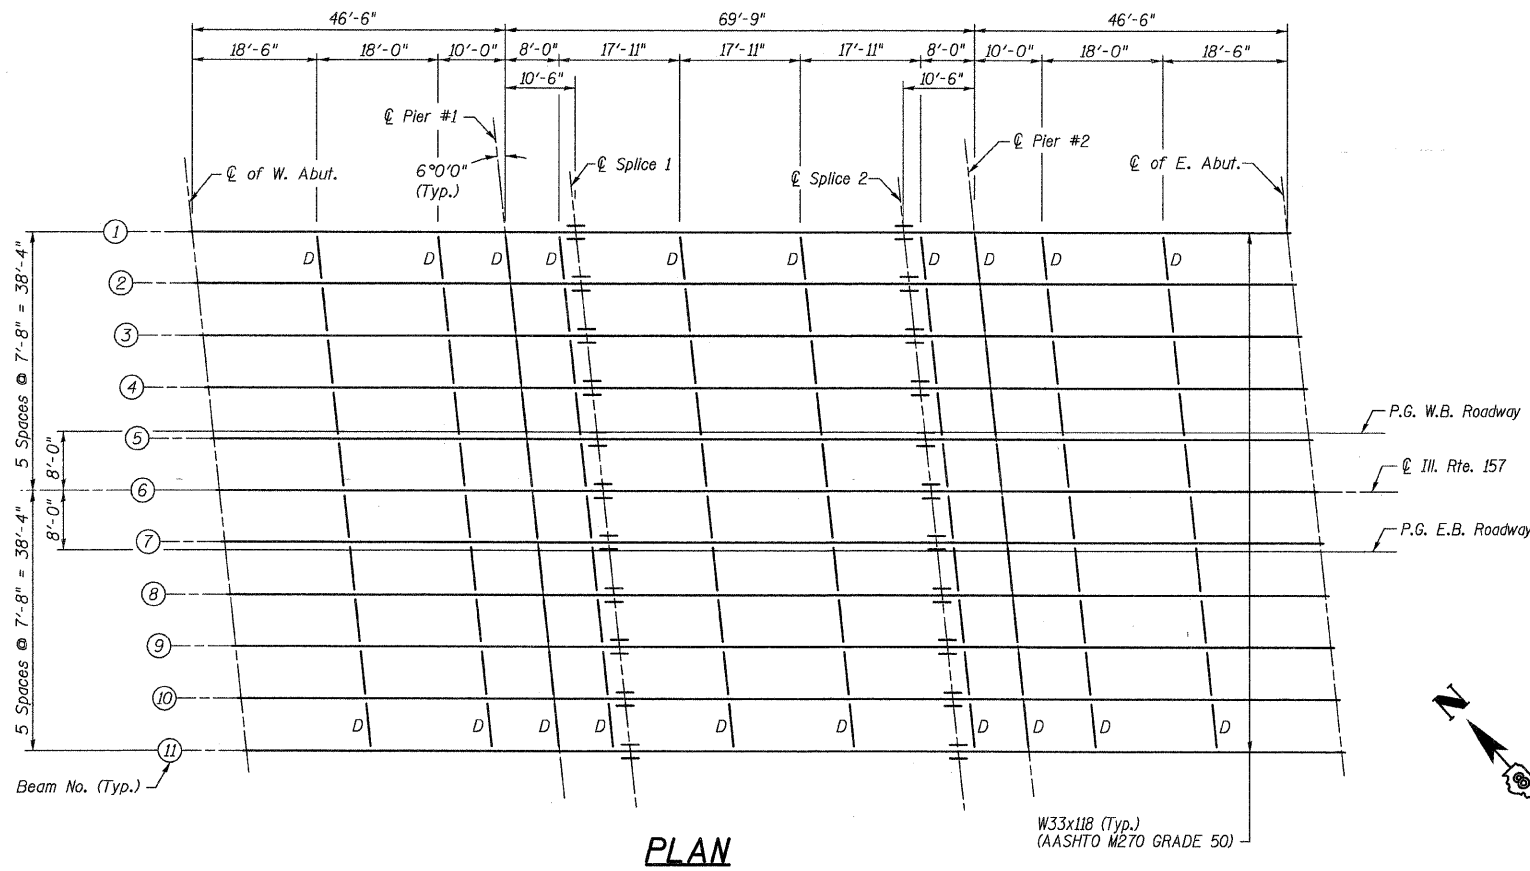 46'-6" 69'-9" 46'-6"
18'-6" 18'-0" 10'-0" 8'-0" 17'-11" 17'-11" 17'-11" 8'-0" 10'-0" 18'-0" 18'-6"
10'-6" 10'-6"
℄ Pier #1
℄ Pier #2
6°0'0"
(Typ.)
℄ of W. Abut.
℄ Splice 1
℄ Splice 2
℄ of E. Abut.
1
D D D D D D D D D D
2
3
4
5
6
7
8
9
10
D D D D D D D D D D
11
5 Spaces @ 7'-8" = 38'-4"
5 Spaces @ 7'-8" = 38'-4"
8'-0"
8'-0"
P.G. W.B. Roadway
℄ Ill. Rte. 157
P.G. E.B. Roadway
Beam No. (Typ.)
N
W33x118 (Typ.)
(AASHTO M270 GRADE 50)
PLAN